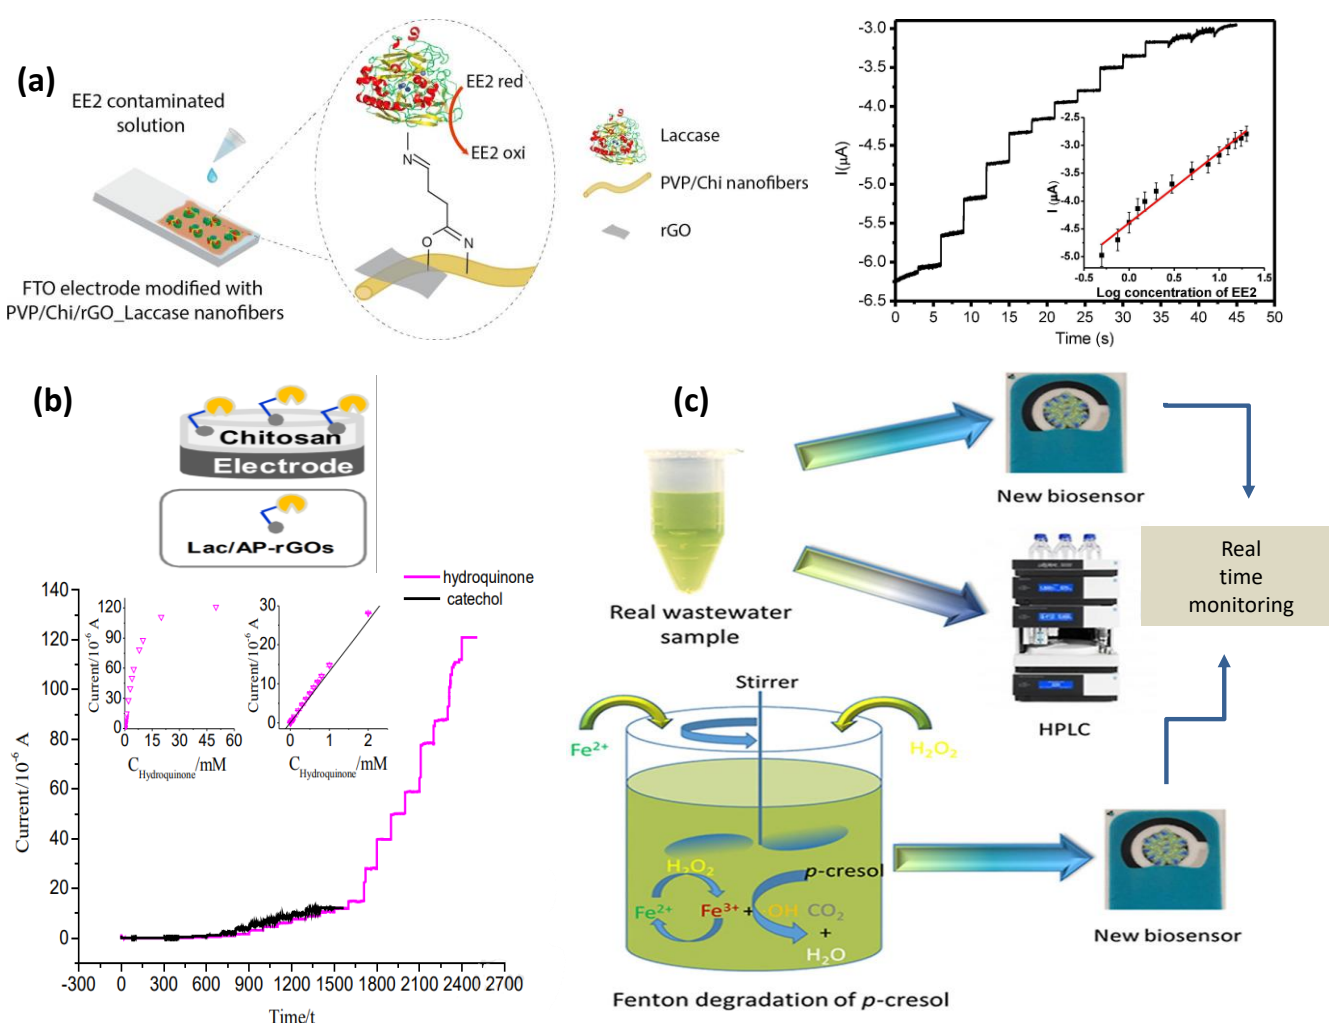 (a)
EE2 contaminated
solution
FTO electrode modified with
PVP/Chi/rGO_Laccase nanofibers
EE2 red
EE2 oxi
N
O
N
Laccase
PVP/Chi nanofibers
rGO
I(µA)
-3.0
-3.5
-4.0
-4.5
-5.0
-5.5
-6.0
-6.5
0 5 10 15 20 25 30 35 40 45 50
Time (s)
I (µA)
-2.5
-3.0
-3.5
-4.0
-4.5
-5.0
-0.5 0.0 0.5 1.0 1.5
Log concentration of EE2
(b)
Chitosan
Electrode
Lac/AP-rGOs
hydroquinone
catechol
Current/10⁻⁶ A
140
120
100
80
60
40
20
0
-300 0 300 600 900 1200 1500 1800 2100 2400 2700
Time/t
Current/10⁻⁶ A
120
90
60
30
0
0 15 30 45 60
C Hydroquinone/mM
Current/10⁻⁶ A
30
20
10
0
0 1 2
C Hydroquinone/mM
(c)
Real wastewater
sample
New biosensor
HPLC
Real
time
monitoring
Stirrer
Fe²⁺
H₂O₂
H₂O₂
Fe²⁺
Fe³⁺ + ·OH
p-cresol
CO₂
+
H₂O
New biosensor
Fenton degradation of p-cresol